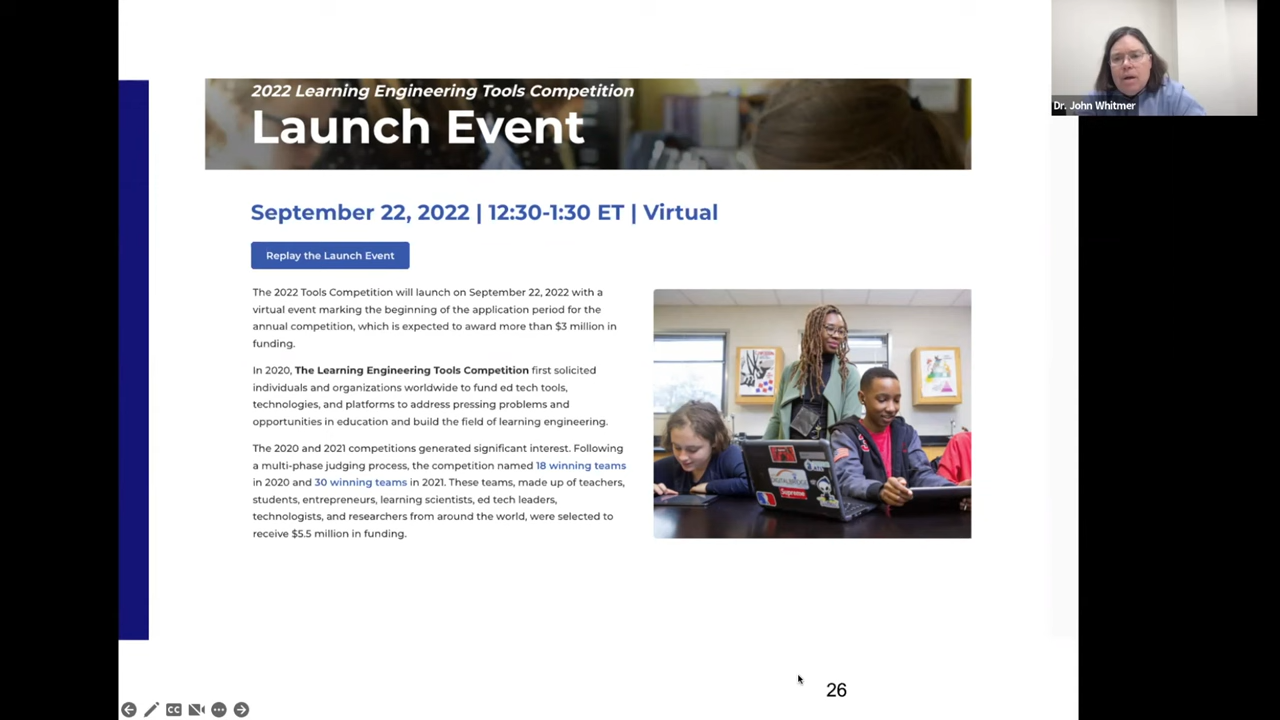 2022 Learning Engineering Tools Competition
Launch Event
September 22, 2022 | 12:30-1:30 ET | Virtual
Replay the Launch Event
The 2022 Tools Competition will launch on September 22, 2022 with a
virtual event marking the beginning of the application period for the
annual competition, which is expected to award more than $3 million in
funding.
In 2020, The Learning Engineering Tools Competition first solicited
individuals and organizations worldwide to fund ed tech tools,
technologies, and platforms to address pressing problems and
opportunities in education and build the field of learning engineering.
The 2020 and 2021 competitions generated significant interest. Following
a multi-phase judging process, the competition named 18 winning teams
in 2020 and 30 winning teams in 2021. These teams, made up of teachers,
students, entrepreneurs, learning scientists, ed tech leaders,
technologists, and researchers from around the world, were selected to
receive $5.5 million in funding.
Supreme
Dr. John Whitmer
26
CC